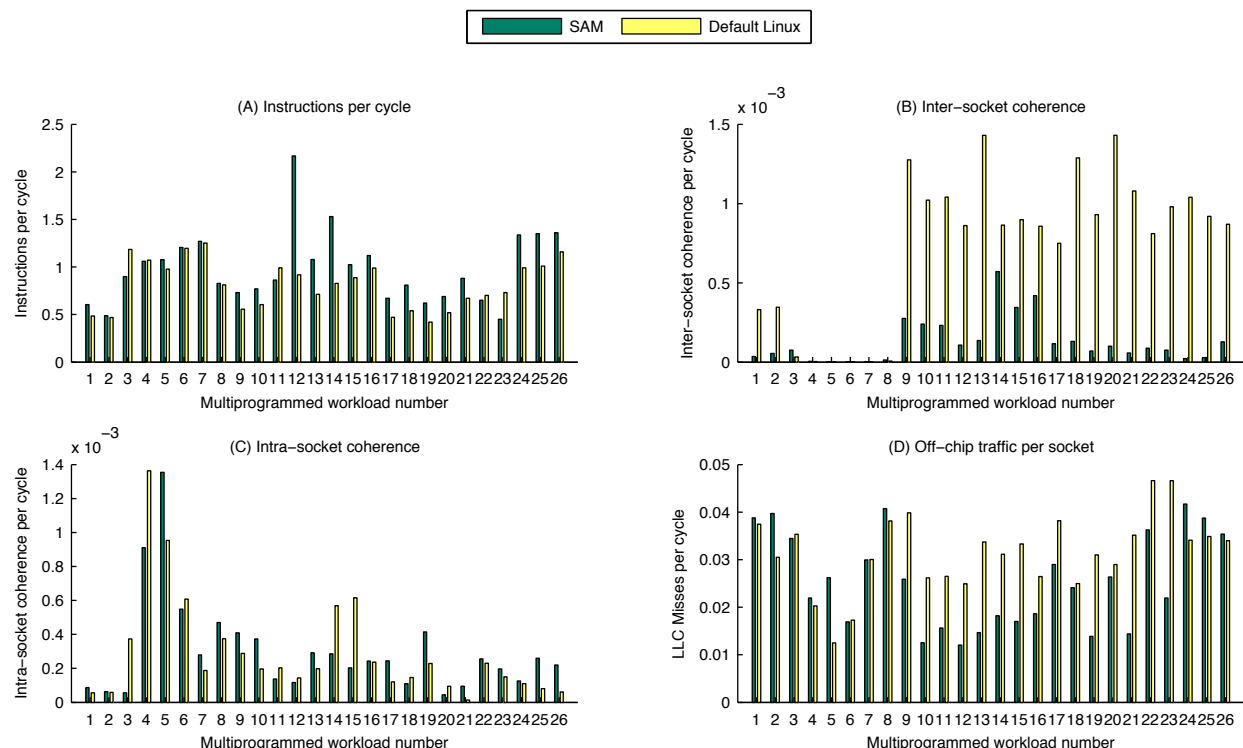 SAM Default Linux
(A) Instructions per cycle
Instructions per cycle
2.5
2
1.5
1
0.5
0
1 2 3 4 5 6 7 8 9 10 11 12 13 14 15 16 17 18 19 20 21 22 23 24 25 26
Multiprogrammed workload number
x 10 −3
(B) Inter−socket coherence
Inter−socket coherence per cycle
1.5
1
0.5
0
1 2 3 4 5 6 7 8 9 10 11 12 13 14 15 16 17 18 19 20 21 22 23 24 25 26
Multiprogrammed workload number
x 10 −3
(C) Intra−socket coherence
Intra−socket coherence per cycle
1.4
1.2
1
0.8
0.6
0.4
0.2
0
1 2 3 4 5 6 7 8 9 10 11 12 13 14 15 16 17 18 19 20 21 22 23 24 25 26
Multiprogrammed workload number
(D) Off−chip traffic per socket
LLC Misses per cycle
0.05
0.04
0.03
0.02
0.01
0
1 2 3 4 5 6 7 8 9 10 11 12 13 14 15 16 17 18 19 20 21 22 23 24 25 26
Multiprogrammed workload number